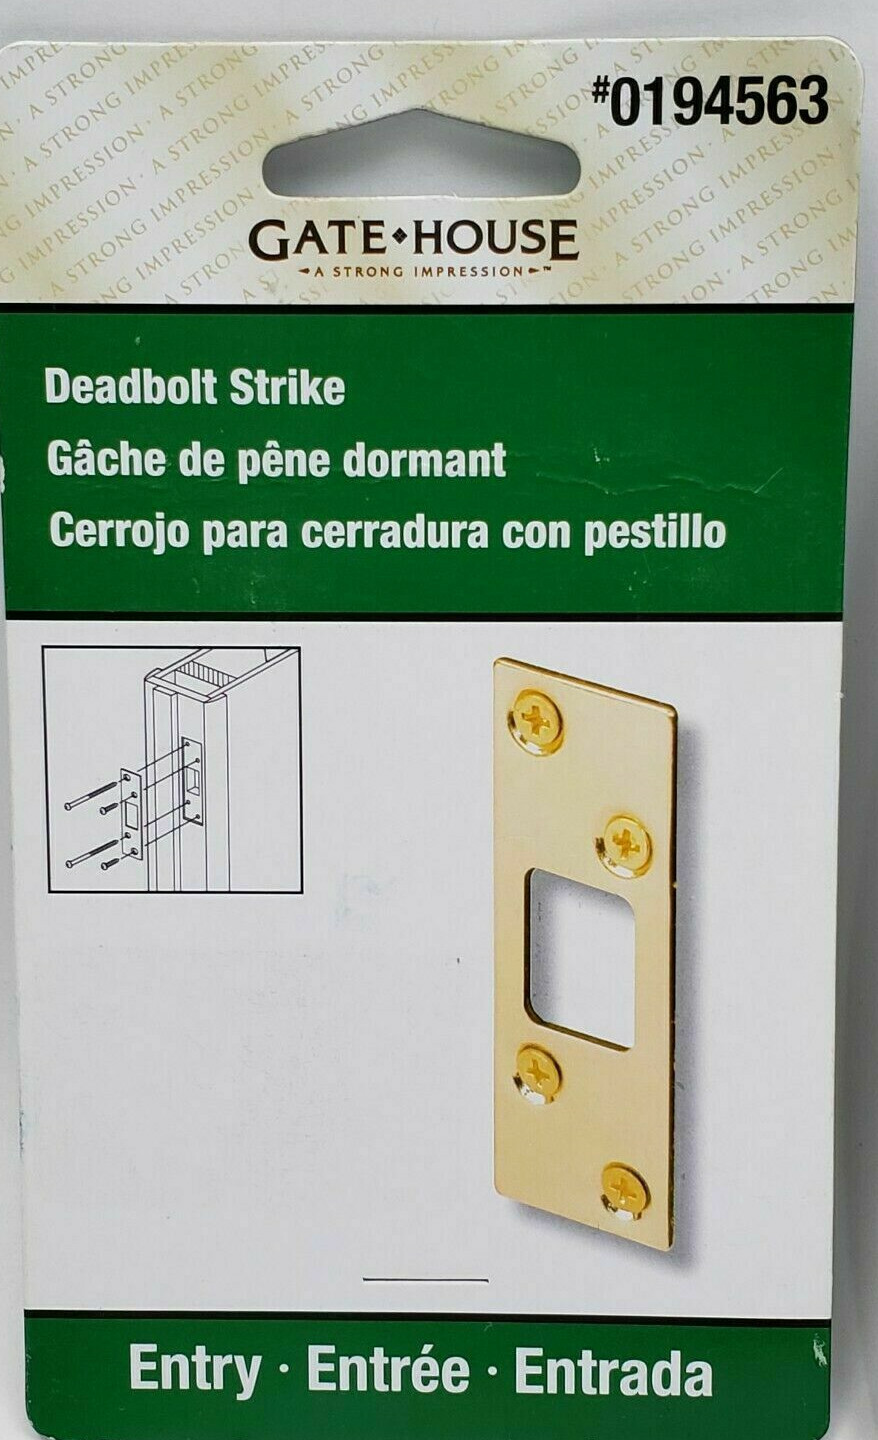 #0194563
GATE HOUSE
A STRONG IMPRESSION ™
Deadbolt Strike
Gâche de pêne dormant
Cerrojo para cerradura con pestillo
Entry · Entrée · Entrada